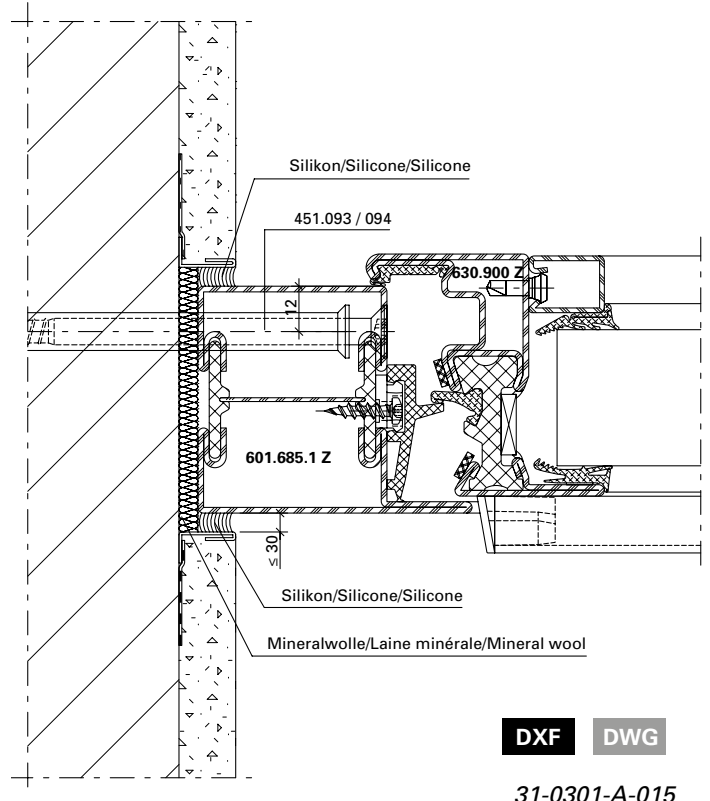 Silikon/Silicone/Silicone
451.093 / 094
630.900 Z
12
601.685.1 Z
≤ 30
Silikon/Silicone/Silicone
Mineralwolle/Laine minérale/Mineral wool
DXF DWG
31-0301-A-015